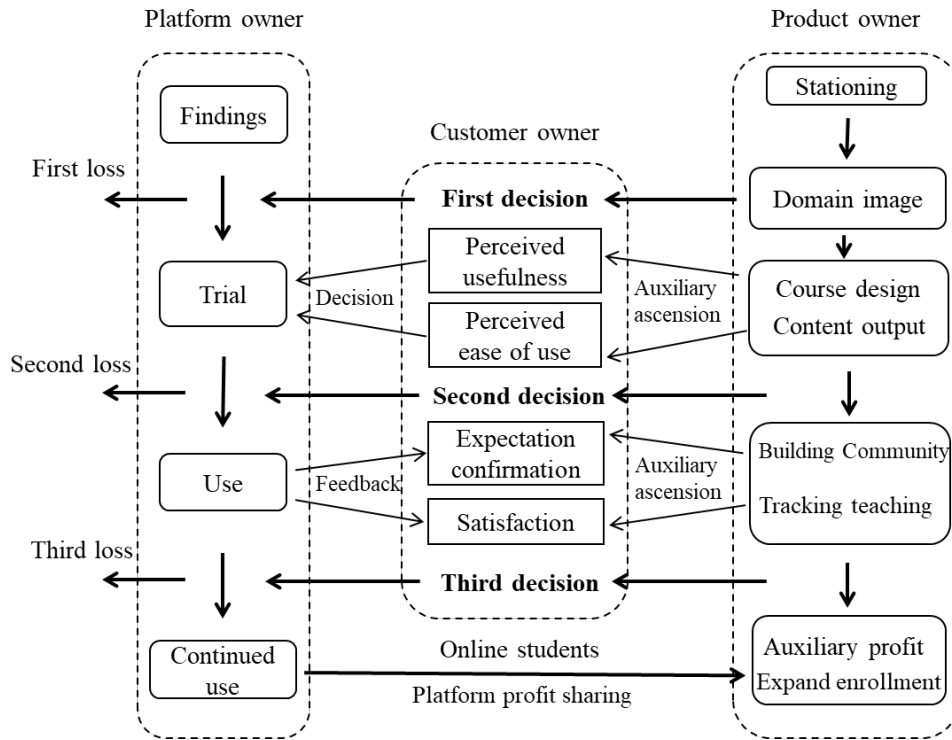 Platform owner
Product owner
Findings
Stationing
Customer owner
First loss
First decision
Domain image
Perceived
usefulness
Trial
Decision
Auxiliary
ascension
Course design
Content output
Perceived
ease of use
Second loss
Second decision
Expectation
confirmation
Building Community
Use
Feedback
Auxiliary
ascension
Tracking teaching
Satisfaction
Third loss
Third decision
Continued
use
Online students
Platform profit sharing
Auxiliary profit
Expand enrollment